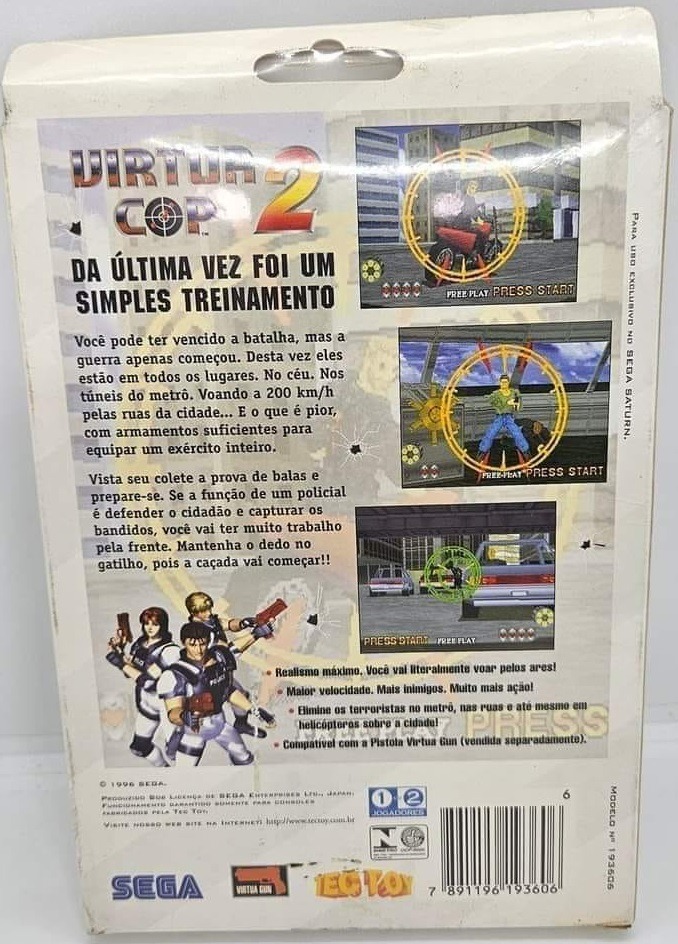 VIRTUA
COP™ 2
DA ÚLTIMA VEZ FOI UM
SIMPLES TREINAMENTO
Você pode ter vencido a batalha, mas a
guerra apenas começou. Desta vez eles
estão em todos os lugares. No céu. Nos
túneis do metrô. Voando a 200 km/h
pelas ruas da cidade... E o que é pior,
com armamentos suficientes para
equipar um exército inteiro.
Vista seu colete a prova de balas e
prepare-se. Se a função de um policial
é defender o cidadão e capturar os
bandidos, você vai ter muito trabalho
pela frente. Mantenha o dedo no
gatilho, pois a caçada vai começar!!
FREE PLAY PRESS START
FREE PLAY PRESS START
PRESS START FREE PLAY
PARA USO EXCLUSIVO NO SEGA SATURN.
• Realismo máximo. Você vai literalmente voar pelos ares!
• Maior velocidade. Mais inimigos. Muito mais ação!
• Elimine os terroristas no metrô, nas ruas e até mesmo em
helicópteros sobre a cidade!
• Compatível com a Pistola Virtua Gun (vendida separadamente).
PRESS
© 1996 SEGA.
PRODUZIDO SOB LICENÇA DE SEGA ENTERPRISES LTD., JAPAN.
FUNCIONAMENTO GARANTIDO SOMENTE PARA CONSOLES
FABRICADOS PELA TEC TOY.
VISITE NOSSO WEB SITE NA INTERNET! http://www.tectoy.com.br
1 - 2
JOGADORES
N
6
MODELO Nº 193606
SEGA
VIRTUA GUN
TEC TOY
7 891196 193606